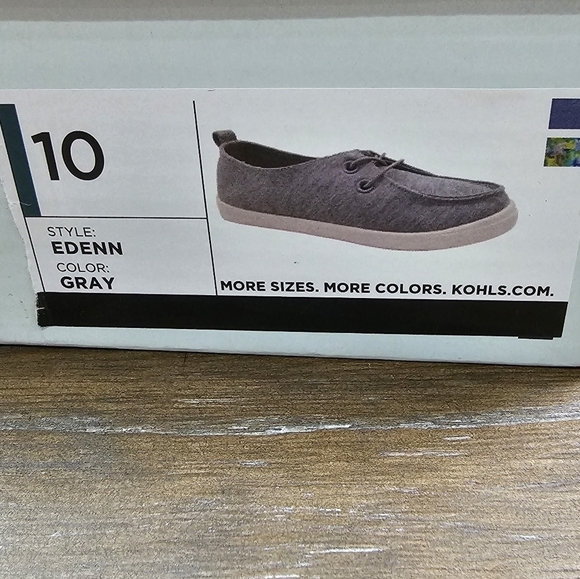 10
STYLE:
EDENN
COLOR:
GRAY
MORE SIZES. MORE COLORS. KOHLS.COM.